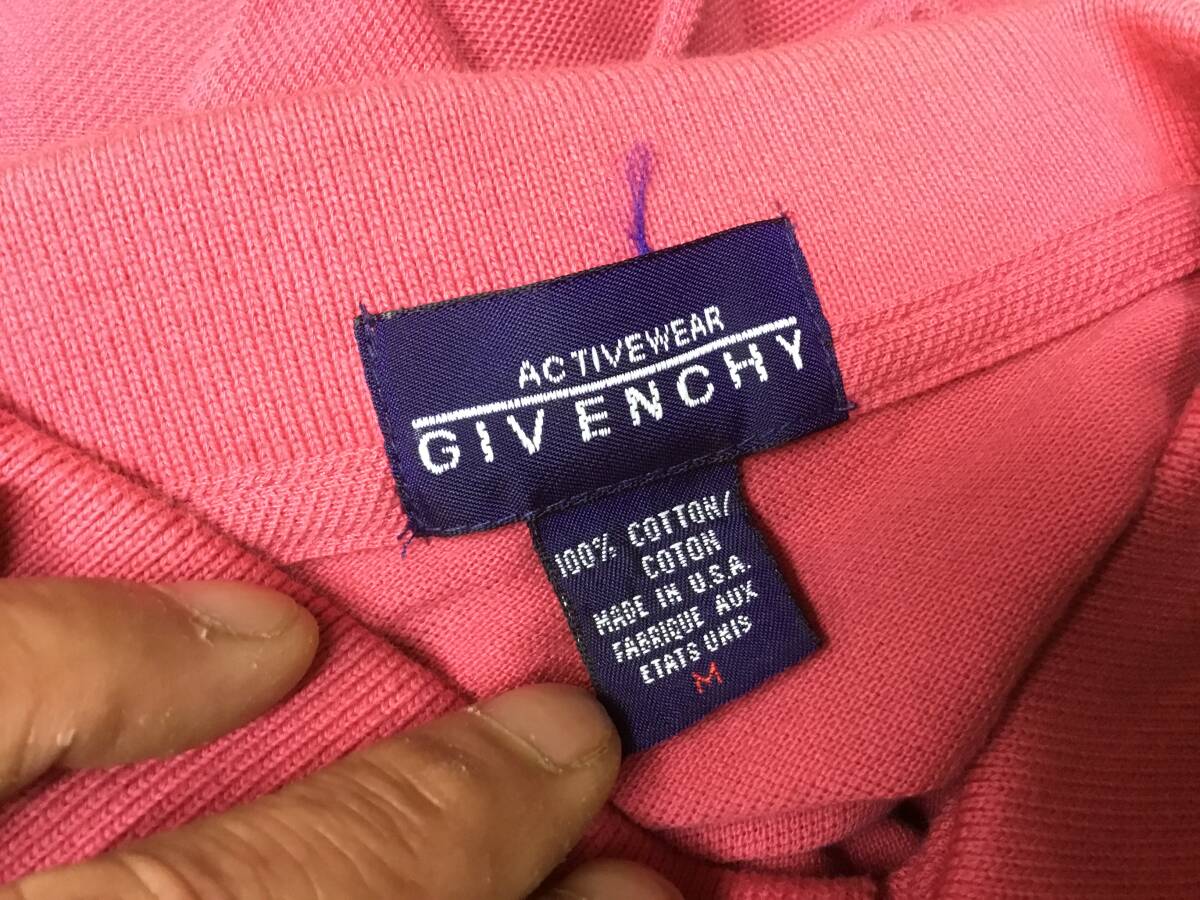 ACTIVEWEAR
GIVENCHY
100% COTTON/
COTON
MADE IN U.S.A.
FABRIQUE AUX
ETATS UNIS
M